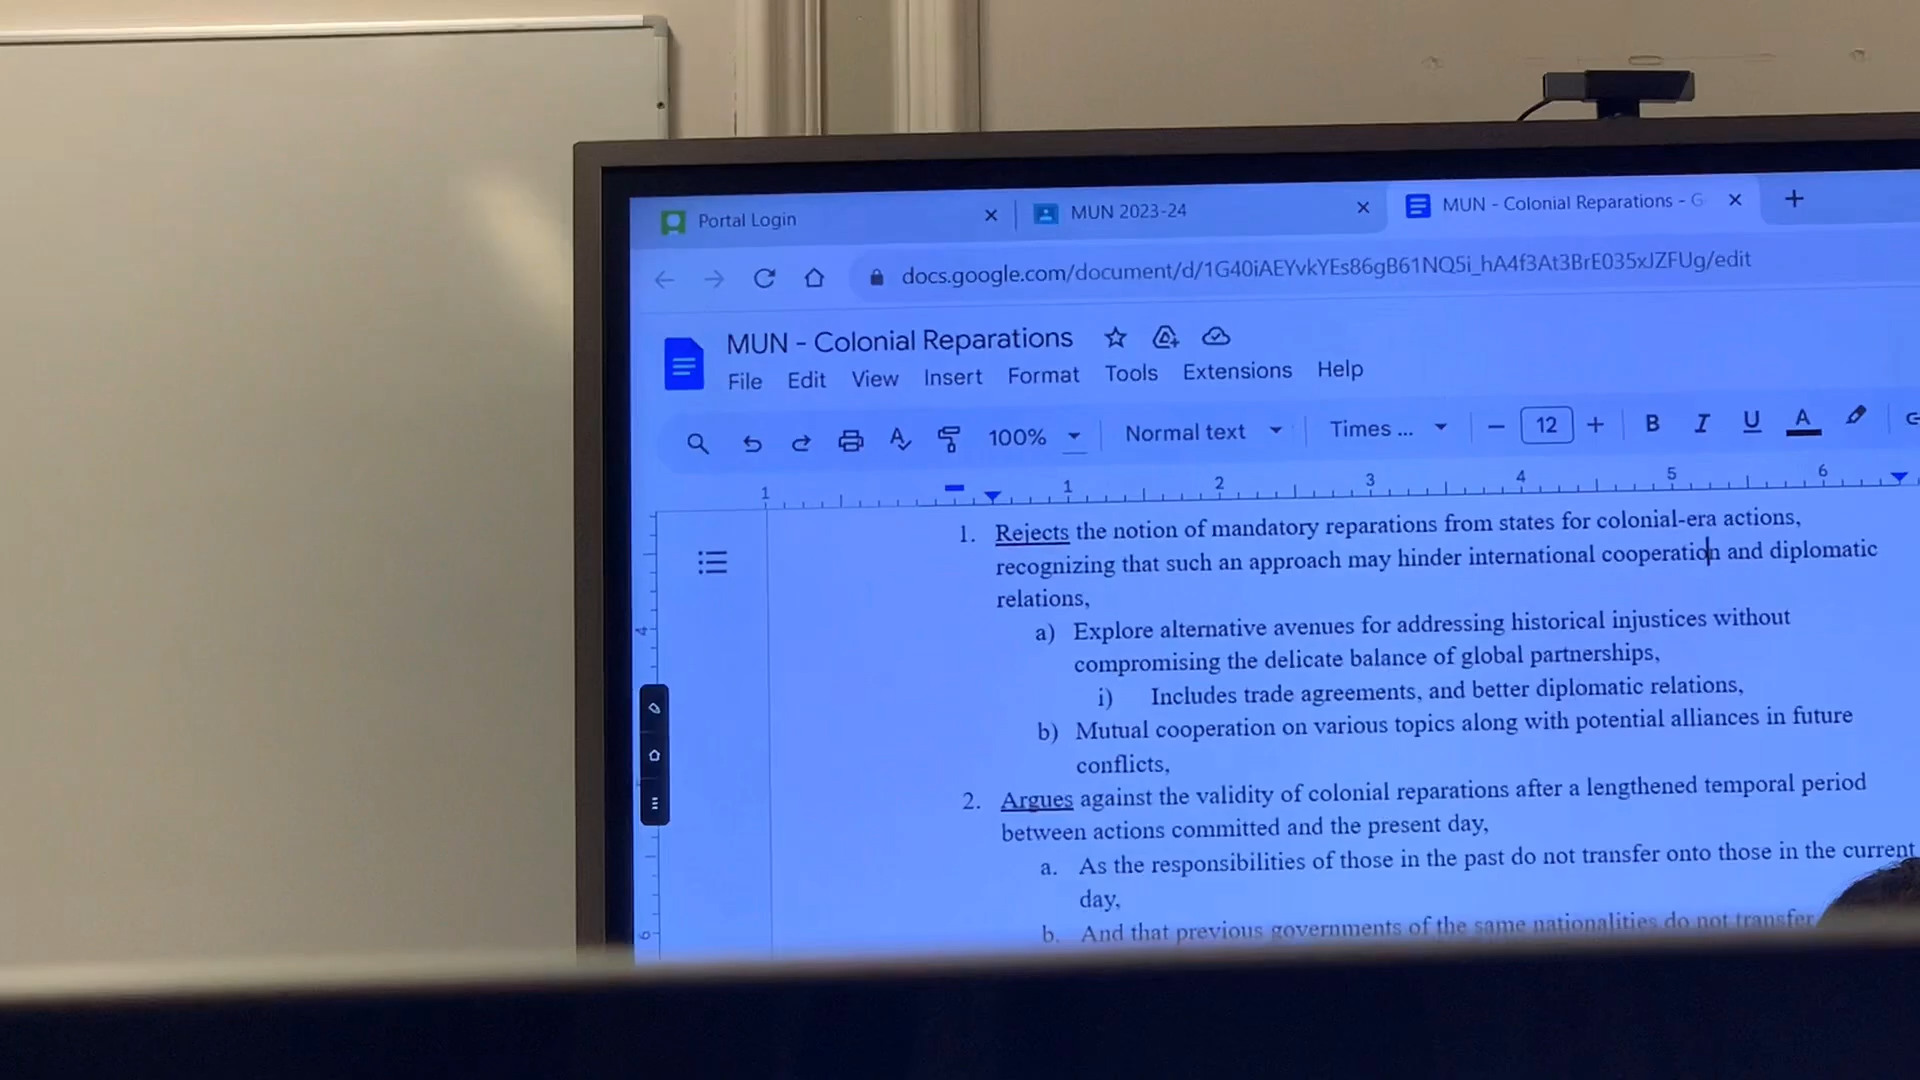 Portal Login
MUN 2023-24
MUN - Colonial Reparations - G
docs.google.com/document/d/1G40iAEYvkYEs86gB61NQ5i_hA4f3At3BrE035xJZFUg/edit
MUN - Colonial Reparations
File Edit View Insert Format Tools Extensions Help
100% Normal text Times ... 12 B I U A
1 1 2 3 4 5 6
1. Rejects the notion of mandatory reparations from states for colonial-era actions,
recognizing that such an approach may hinder international cooperation and diplomatic
relations,
a) Explore alternative avenues for addressing historical injustices without
compromising the delicate balance of global partnerships,
i) Includes trade agreements, and better diplomatic relations,
b) Mutual cooperation on various topics along with potential alliances in future
conflicts,
2. Argues against the validity of colonial reparations after a lengthened temporal period
between actions committed and the present day,
a. As the responsibilities of those in the past do not transfer onto those in the current
day,
b. And that previous governments of the same nationalities do not transfer